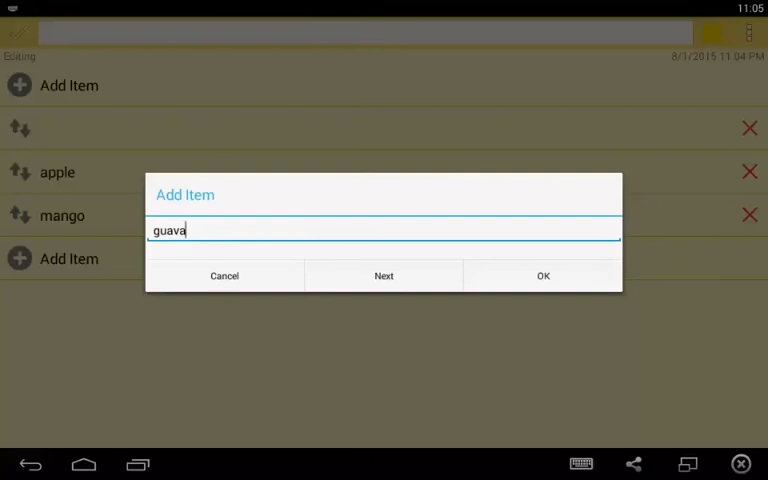 11:05
Editing
8/1/2015 11:04 PM
Add Item
apple
mango
Add Item
Add Item
guava
Cancel
Next
OK